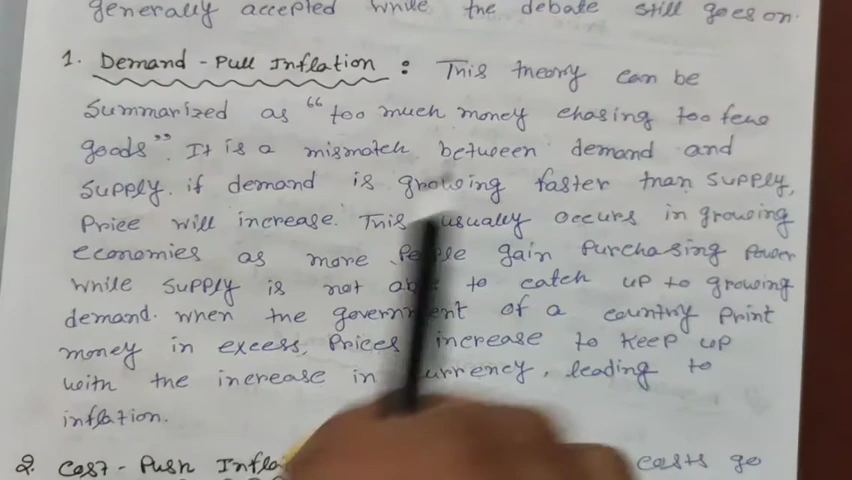 generally accepted while the debate still goes on.
1. Demand - Pull Inflation : This theory can be
Summarized as "too much money chasing too few
goods". It is a mismatch between demand and
supply. if demand is growing faster than supply,
Price will increase. This usually occurs in growing
economies as more People gain Purchasing Power
while supply is not able to catch up to growing
demand. when the government of a country Print
money in excess, Prices increase to keep up
with the increase in currency, leading to
inflation.
2. Cost - Push costs go